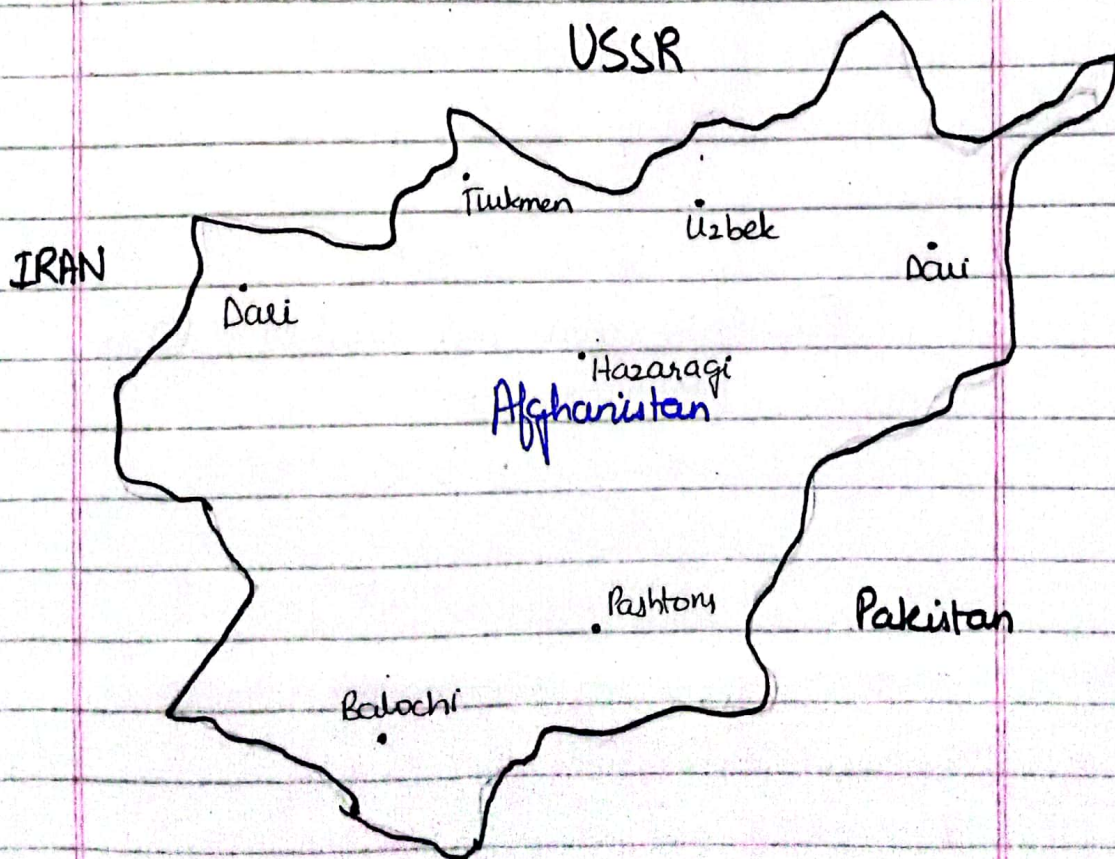 USSR
Turkmen
Uzbek
IRAN
Dari
Dari
Hazaragi
Afghanistan
Pashtons
Pakistan
Balochi